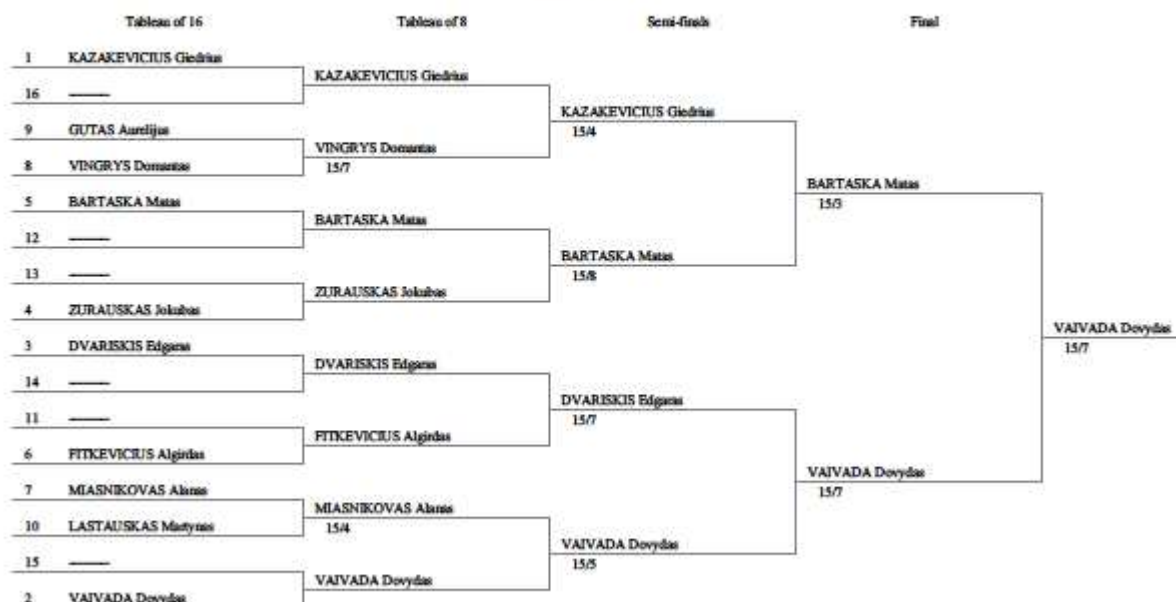 Tableau of 16 Tableau of 8 Semi-finals Final
1 KAZAKEVICIUS Giedrius
KAZAKEVICIUS Giedrius
16 ----------
KAZAKEVICIUS Giedrius
15/4
9 GUTAS Aurelijus
VINGRYS Domantas
15/7
8 VINGRYS Domantas
BARTASKA Matas
15/3
5 BARTASKA Matas
BARTASKA Matas
12 ----------
BARTASKA Matas
15/8
13 ----------
ZURAUSKAS Jokubas
4 ZURAUSKAS Jokubas
VAIVADA Dovydas
15/7
3 DVARISKIS Edgaras
DVARISKIS Edgaras
14 ----------
DVARISKIS Edgaras
15/7
11 ----------
FITKEVICIUS Algirdas
6 FITKEVICIUS Algirdas
VAIVADA Dovydas
15/7
7 MIASNIKOVAS Alanas
MIASNIKOVAS Alanas
15/4
10 LASTAUSKAS Martynas
VAIVADA Dovydas
15/5
15 ----------
VAIVADA Dovydas
2 VAIVADA Dovydas